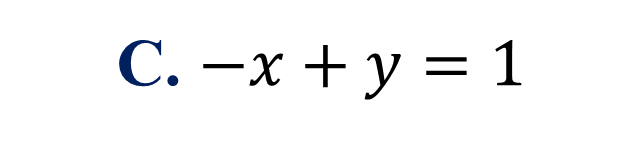 C. −x + y = 1